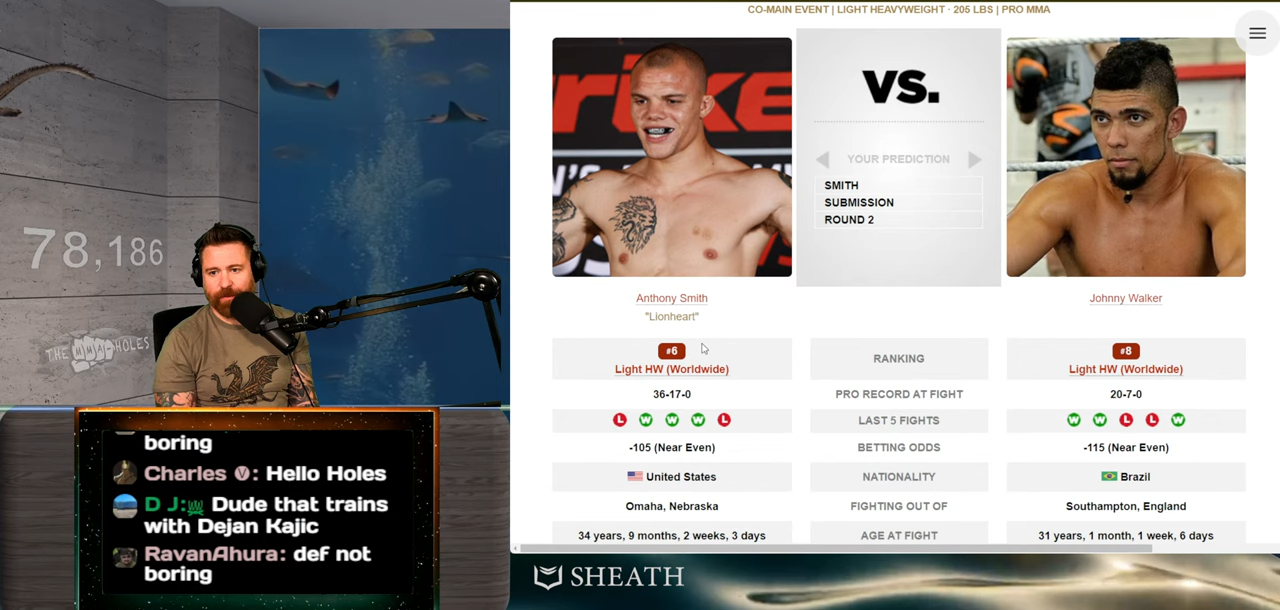 CO-MAIN EVENT | LIGHT HEAVYWEIGHT · 205 LBS | PRO MMA
rike
VS.
YOUR PREDICTION
SMITH
SUBMISSION
ROUND 2
Anthony Smith
"Lionheart"
Johnny Walker
#6
Light HW (Worldwide)
RANKING
#8
Light HW (Worldwide)
36-17-0
PRO RECORD AT FIGHT
20-7-0
L W W W L
LAST 5 FIGHTS
W W L L W
-105 (Near Even)
BETTING ODDS
-115 (Near Even)
United States
NATIONALITY
Brazil
Omaha, Nebraska
FIGHTING OUT OF
Southampton, England
34 years, 9 months, 2 weeks, 3 days
AGE AT FIGHT
31 years, 1 month, 1 week, 6 days
78,186
THE MMA HOLES
boring
Charles V: Hello Holes
D J: Dude that trains
with Dejan Kajic
RavanAhura: def not
boring
SHEATH